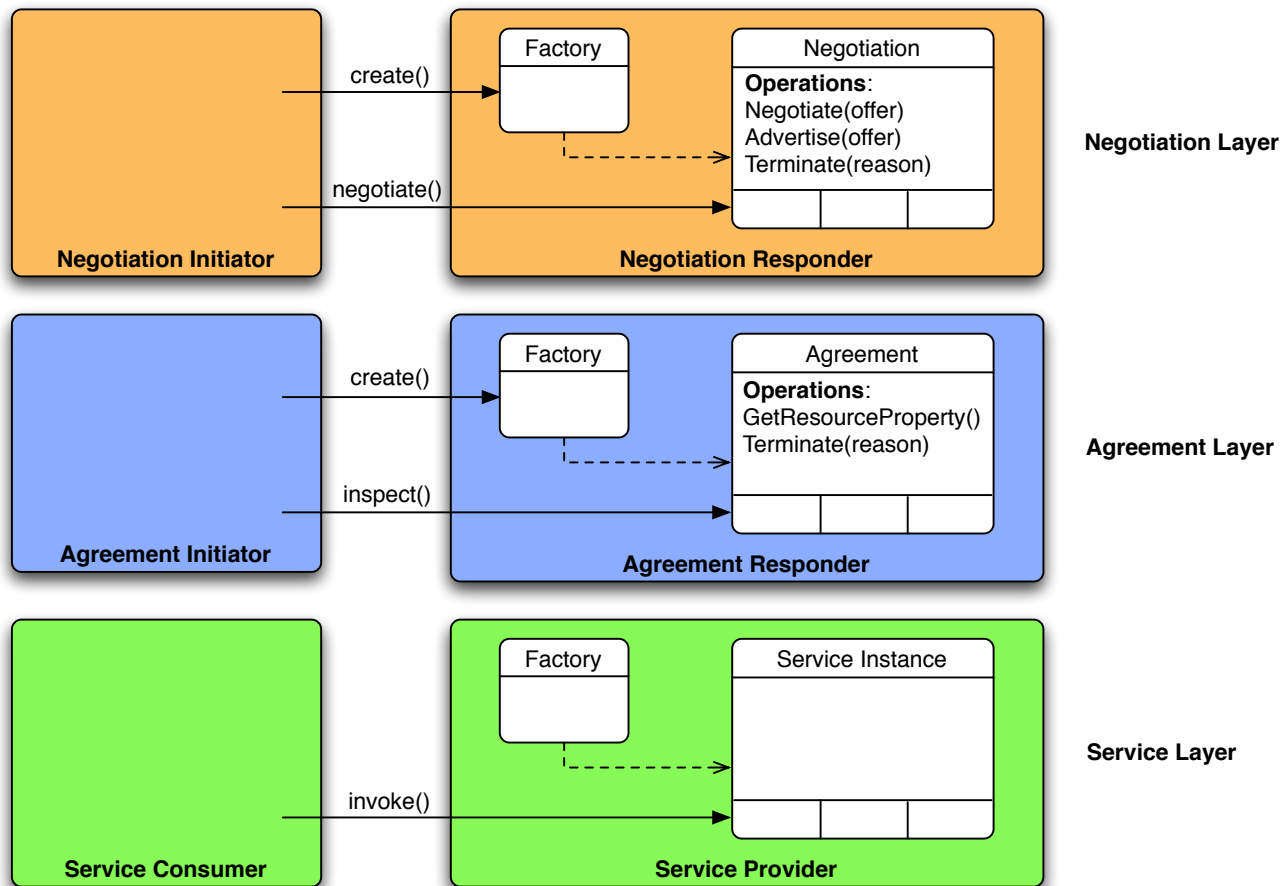 Factory
Negotiation
create()
Operations:
Negotiate(offer)
Advertise(offer)
Terminate(reason)
Negotiation Layer
negotiate()
Negotiation Initiator
Negotiation Responder
Factory
Agreement
create()
Operations:
GetResourceProperty()
Terminate(reason)
Agreement Layer
inspect()
Agreement Initiator
Agreement Responder
Factory
Service Instance
Service Layer
invoke()
Service Consumer
Service Provider